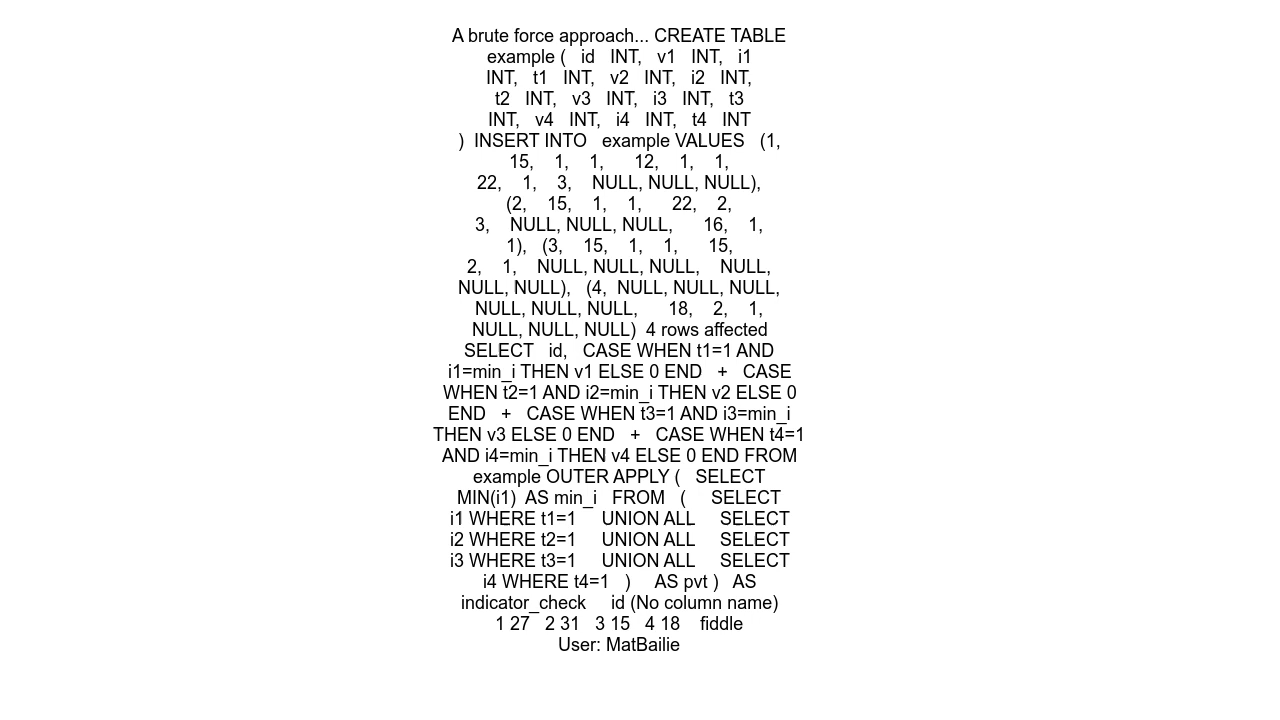 A brute force approach... CREATE TABLE
example (   id   INT,   v1   INT,   i1
INT,   t1   INT,   v2   INT,   i2   INT,
t2   INT,   v3   INT,   i3   INT,   t3
INT,   v4   INT,   i4   INT,   t4   INT
)  INSERT INTO   example VALUES   (1,
15,    1,    1,      12,    1,    1,
22,    1,    3,    NULL, NULL, NULL),
(2,    15,    1,    1,      22,    2,
3,    NULL, NULL, NULL,      16,    1,
1),   (3,    15,    1,    1,      15,
2,    1,    NULL, NULL, NULL,    NULL,
NULL, NULL),   (4,  NULL, NULL, NULL,
NULL, NULL, NULL,      18,    2,    1,
NULL, NULL, NULL)  4 rows affected
SELECT   id,   CASE WHEN t1=1 AND
i1=min_i THEN v1 ELSE 0 END   +   CASE
WHEN t2=1 AND i2=min_i THEN v2 ELSE 0
END   +   CASE WHEN t3=1 AND i3=min_i
THEN v3 ELSE 0 END   +   CASE WHEN t4=1
AND i4=min_i THEN v4 ELSE 0 END FROM
example OUTER APPLY (   SELECT
MIN(i1)  AS min_i   FROM   (     SELECT
i1 WHERE t1=1     UNION ALL     SELECT
i2 WHERE t2=1     UNION ALL     SELECT
i3 WHERE t3=1     UNION ALL     SELECT
i4 WHERE t4=1   )     AS pvt )   AS
indicator_check     id (No column name)
1 27   2 31   3 15   4 18    fiddle
User: MatBailie